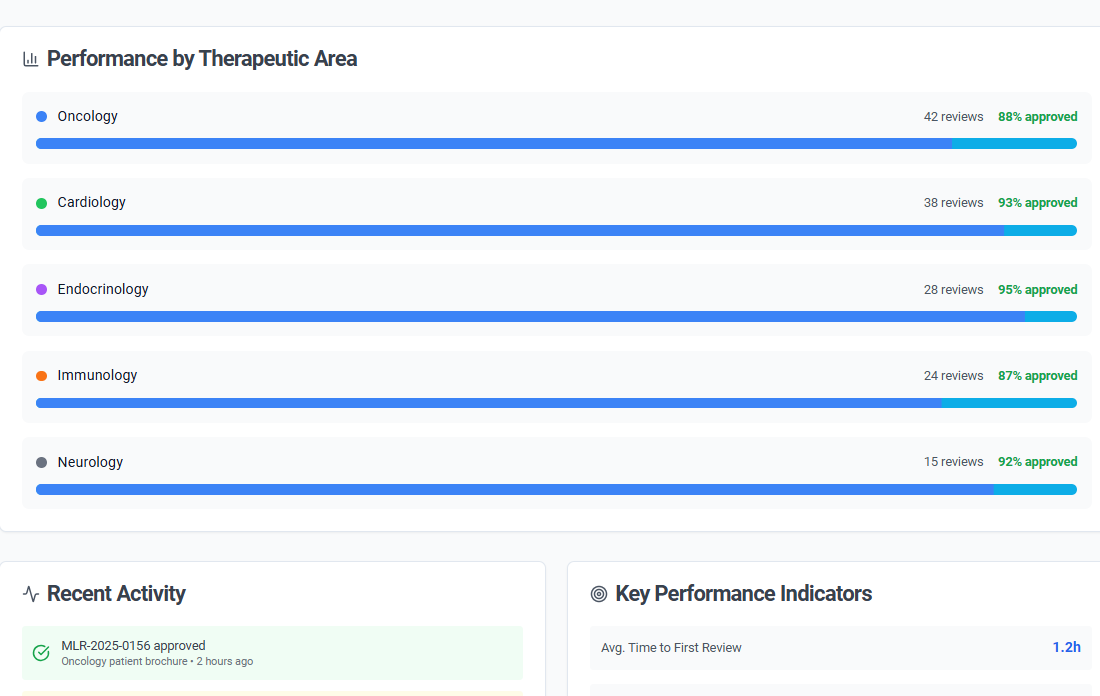 Performance by Therapeutic Area
Oncology 42 reviews 88% approved
Cardiology 38 reviews 93% approved
Endocrinology 28 reviews 95% approved
Immunology 24 reviews 87% approved
Neurology 15 reviews 92% approved
Recent Activity
MLR-2025-0156 approved
Oncology patient brochure • 2 hours ago
Key Performance Indicators
Avg. Time to First Review 1.2h